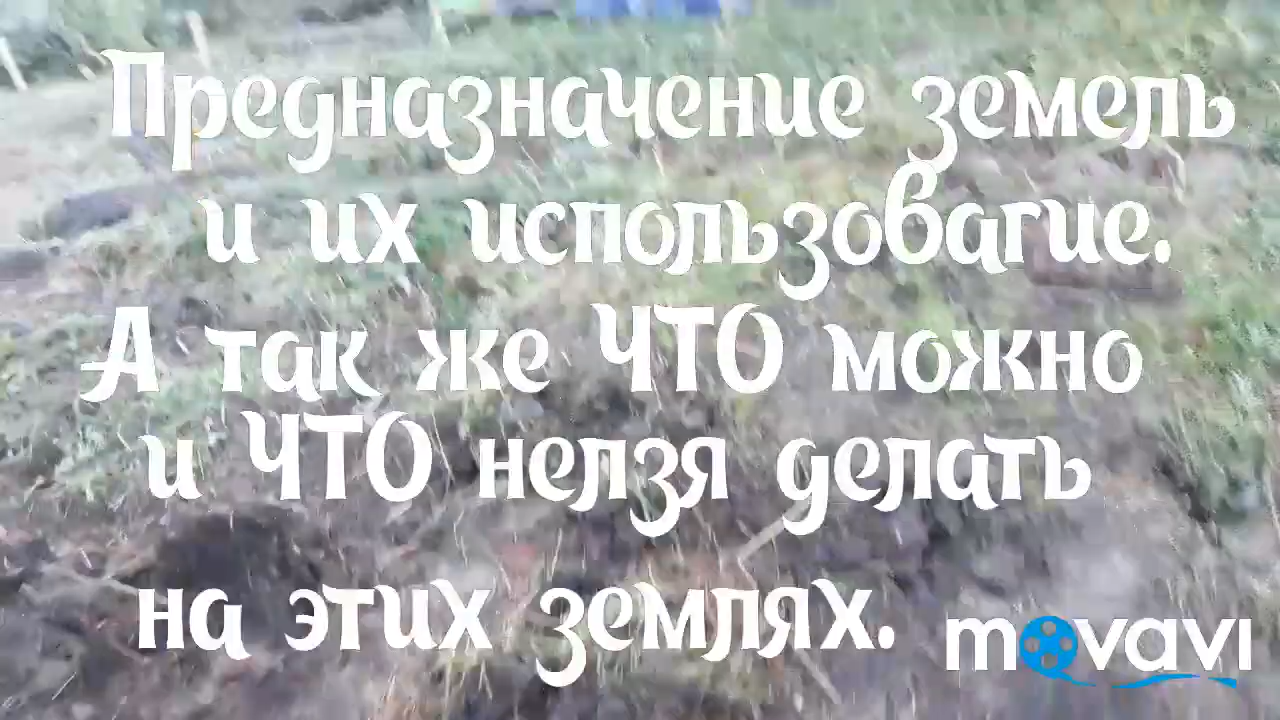 Предназначение земель
и их использовагие.
А так же ЧТО можно
и ЧТО нелзя делать
на этих землях.
movavi